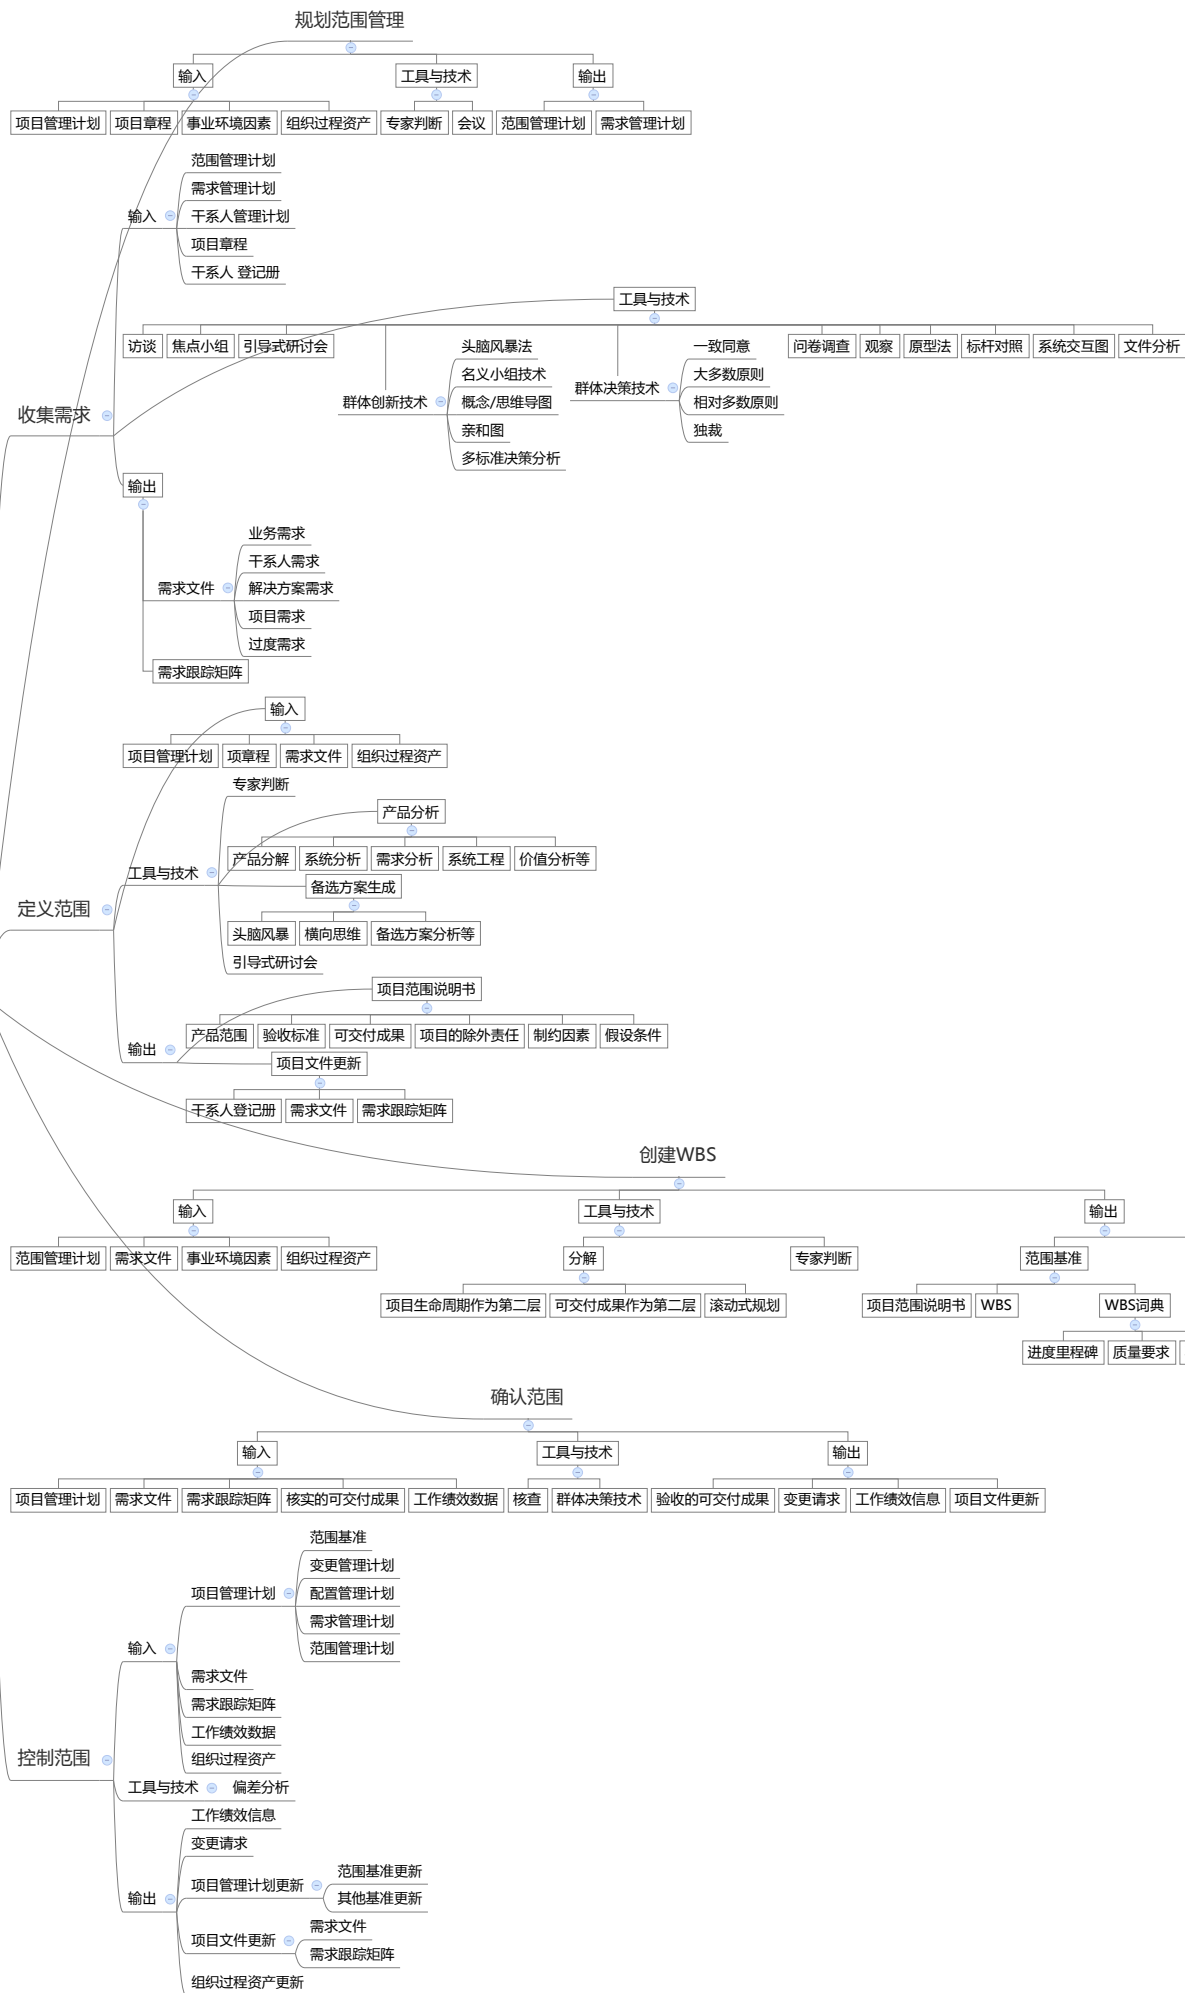 规划范围管理
输入
工具与技术
输出
项目管理计划
项目章程
事业环境因素
组织过程资产
专家判断
会议
范围管理计划
需求管理计划
收集需求
输入
范围管理计划
需求管理计划
干系人管理计划
项目章程
干系人 登记册
工具与技术
访谈
焦点小组
引导式研讨会
群体创新技术
头脑风暴法
名义小组技术
概念/思维导图
亲和图
多标准决策分析
群体决策技术
一致同意
大多数原则
相对多数原则
独裁
问卷调查
观察
原型法
标杆对照
系统交互图
文件分析
输出
需求文件
业务需求
干系人需求
解决方案需求
项目需求
过度需求
需求跟踪矩阵
定义范围
输入
项目管理计划
项章程
需求文件
组织过程资产
工具与技术
专家判断
产品分析
产品分解
系统分析
需求分析
系统工程
价值分析等
备选方案生成
头脑风暴
横向思维
备选方案分析等
引导式研讨会
输出
项目范围说明书
产品范围
验收标准
可交付成果
项目的除外责任
制约因素
假设条件
项目文件更新
干系人登记册
需求文件
需求跟踪矩阵
创建WBS
输入
工具与技术
输出
范围管理计划
需求文件
事业环境因素
组织过程资产
分解
专家判断
范围基准
项目生命周期作为第二层
可交付成果作为第二层
滚动式规划
项目范围说明书
WBS
WBS词典
进度里程碑
质量要求
确认范围
输入
工具与技术
输出
项目管理计划
需求文件
需求跟踪矩阵
核实的可交付成果
工作绩效数据
核查
群体决策技术
验收的可交付成果
变更请求
工作绩效信息
项目文件更新
控制范围
输入
项目管理计划
范围基准
变更管理计划
配置管理计划
需求管理计划
范围管理计划
需求文件
需求跟踪矩阵
工作绩效数据
组织过程资产
工具与技术
偏差分析
输出
工作绩效信息
变更请求
项目管理计划更新
范围基准更新
其他基准更新
项目文件更新
需求文件
需求跟踪矩阵
组织过程资产更新